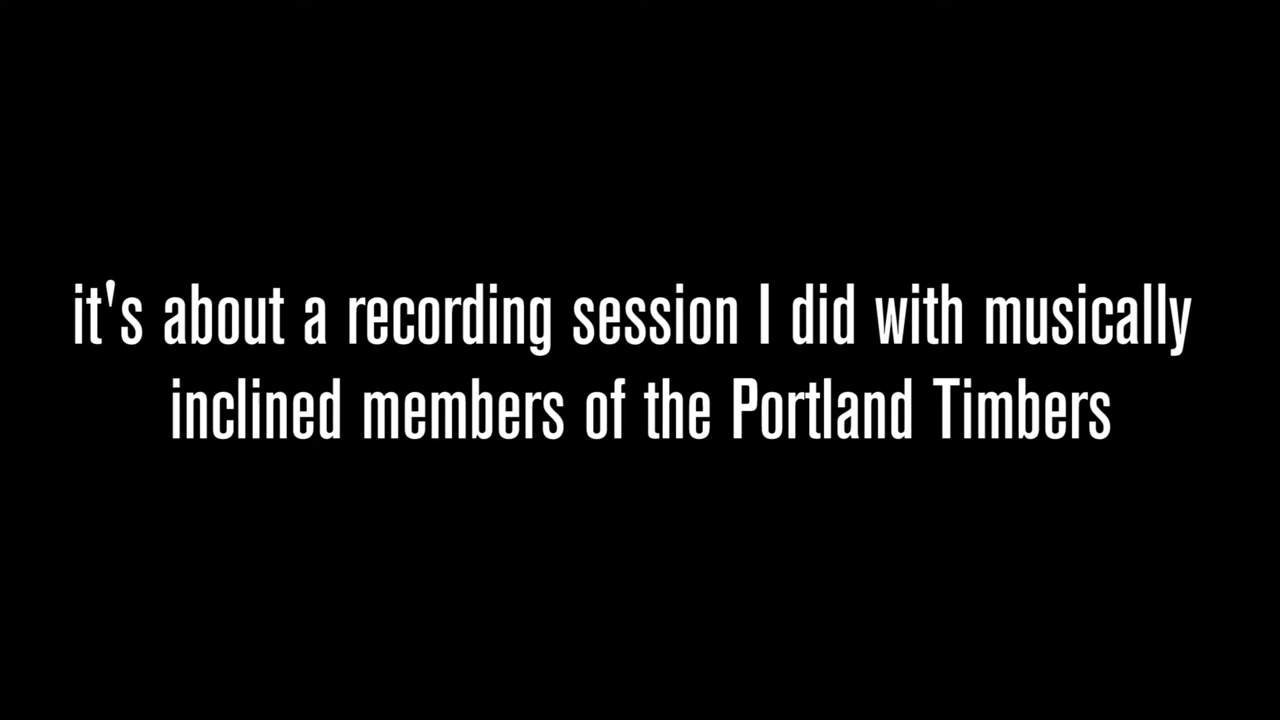 it's about a recording session I did with musically
inclined members of the Portland Timbers